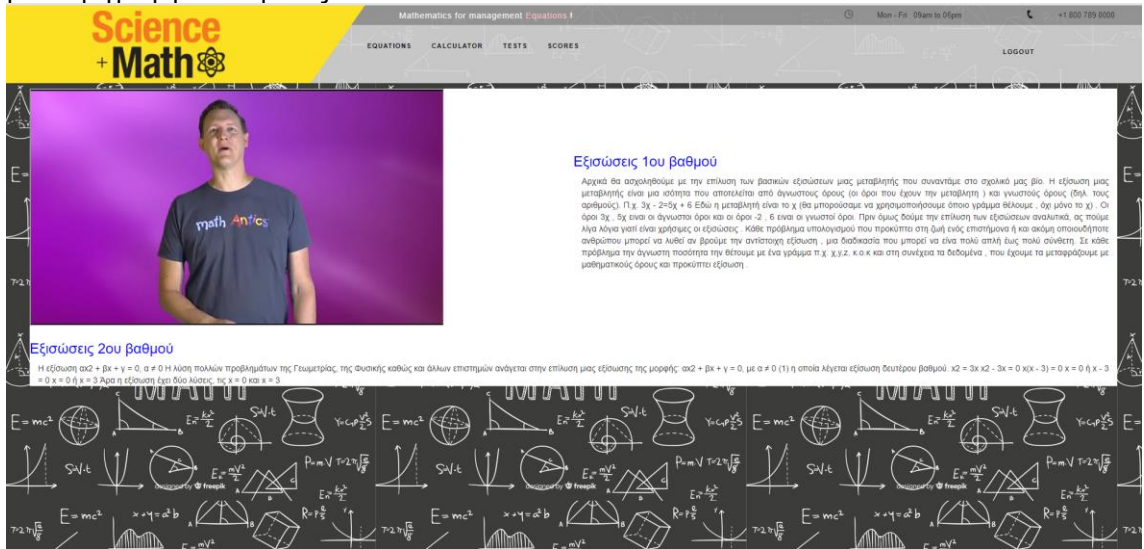 Science
+Math
Mathematics for management Equations !
Mon - Fri 09am to 06pm
+1 800 789 0000
EQUATIONS CALCULATOR TESTS SCORES
LOGOUT
math Antics
Εξισώσεις 1ου βαθμού
Αρχικά θα ασχοληθούμε με την επίλυση των βασικών εξισώσεων μιας μεταβλητής που συναντάμε στο σχολικό μας βίο. Η εξίσωση μιας
μεταβλητής είναι μια ισότητα που αποτελείται από άγνωστους όρους (οι όροι που έχουν την μεταβλητη ) και γνωστούς όρους (δηλ. τους
αριθμούς). Π.χ. 3χ - 2=5χ + 6 Εδώ η μεταβλητή είναι το χ (θα μπορούσαμε να χρησιμοποιήσουμε όποιο γράμμα θέλουμε , όχι μόνο το χ) . Οι
όροι 3χ , 5χ ειναι οι άγνωστοι όροι και οι όροι -2 , 6 ειναι οι γνωστοί όροι. Πριν όμως δούμε την επίλυση των εξισώσεων αναλυτικά, ας πούμε
λίγα λόγια γιατί είναι χρήσιμες οι εξισώσεις . Κάθε πρόβλημα υπολογισμού που προκύπτει στη ζωή ενός επιστήμονα ή και ακόμη οποιουδήποτε
ανθρώπου μπορεί να λυθεί αν βρούμε την αντίστοιχη εξίσωση , μια διαδικασία που μπορεί να είνα πολύ απλή έως πολύ σύνθετη. Σε κάθε
πρόβλημα την άγνωστη ποσότητα την θέτουμε με ένα γράμμα π.χ. χ,y,z, κ.ο.κ και στη συνέχεια τα δεδομένα , που έχουμε τα μεταφράζουμε με
μαθηματικούς όρους και προκύπτει εξίσωση .
Εξισώσεις 2ου βαθμού
Η εξίσωση αx2 + βx + γ = 0, α ≠ 0 Η λύση πολλών προβλημάτων της Γεωμετρίας, της Φυσικής καθώς και άλλων επιστημών ανάγεται στην επίλυση μιας εξίσωσης της μορφής: αx2 + βx + γ = 0, με α ≠ 0 (1) η οποία λέγεται εξίσωση δευτέρου βαθμού. x2 = 3x x2 - 3x = 0 x(x - 3) = 0 x = 0 ή x - 3
= 0 x = 0 ή x = 3 Άρα η εξίσωση έχει δύο λύσεις, τις x = 0 και x = 3
E=mc²
S=V·t
designed by freepik
P=m·V
x+y=a²b